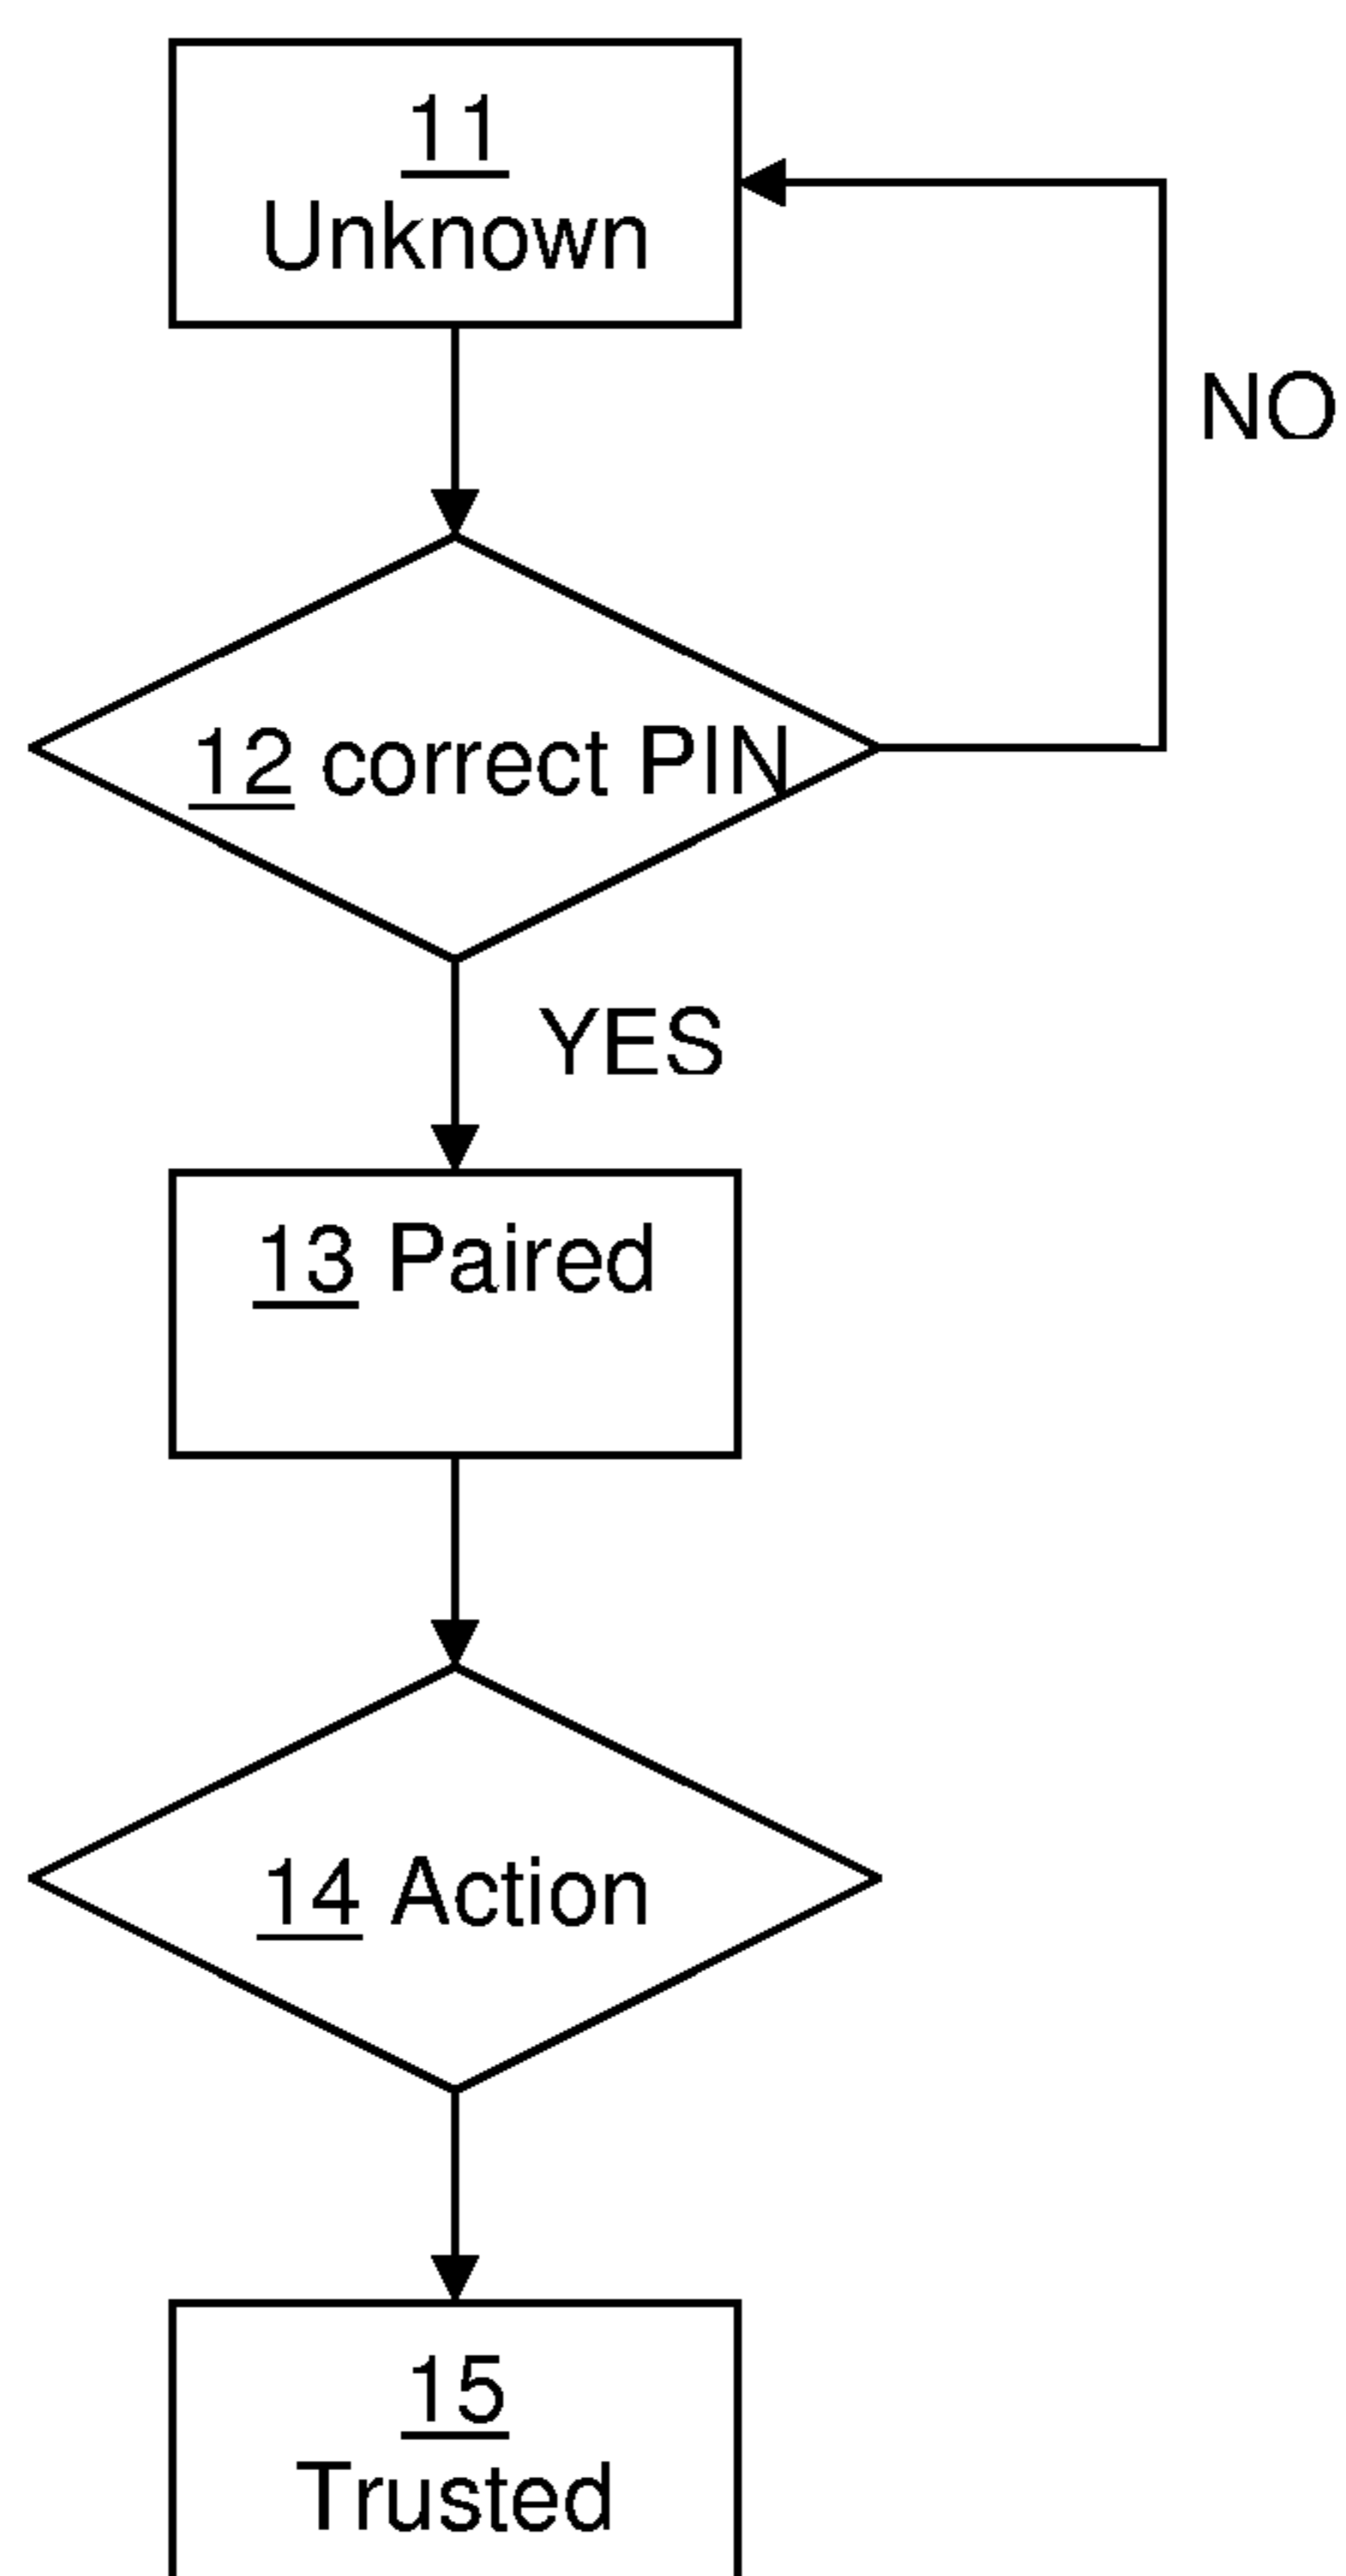 11
Unknown
NO
12 correct PIN
YES
13 Paired
14 Action
15
Trusted